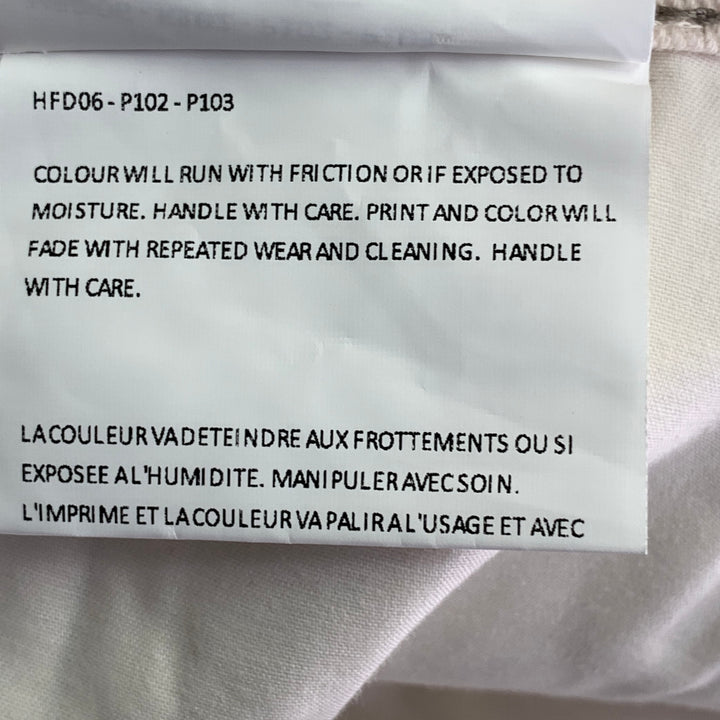 HFD06 - P102 - P103
COLOUR WILL RUN WITH FRICTION OR IF EXPOSED TO
MOISTURE. HANDLE WITH CARE. PRINT AND COLOR WILL
FADE WITH REPEATED WEAR AND CLEANING. HANDLE
WITH CARE.
LA COULEUR VA DETEINDRE AUX FROTTEMENTS OU SI
EXPOSEE A L'HUMIDITE. MANIPULER AVEC SOIN.
L'IMPRIME ET LA COULEUR VA PALIR A L'USAGE ET AVEC